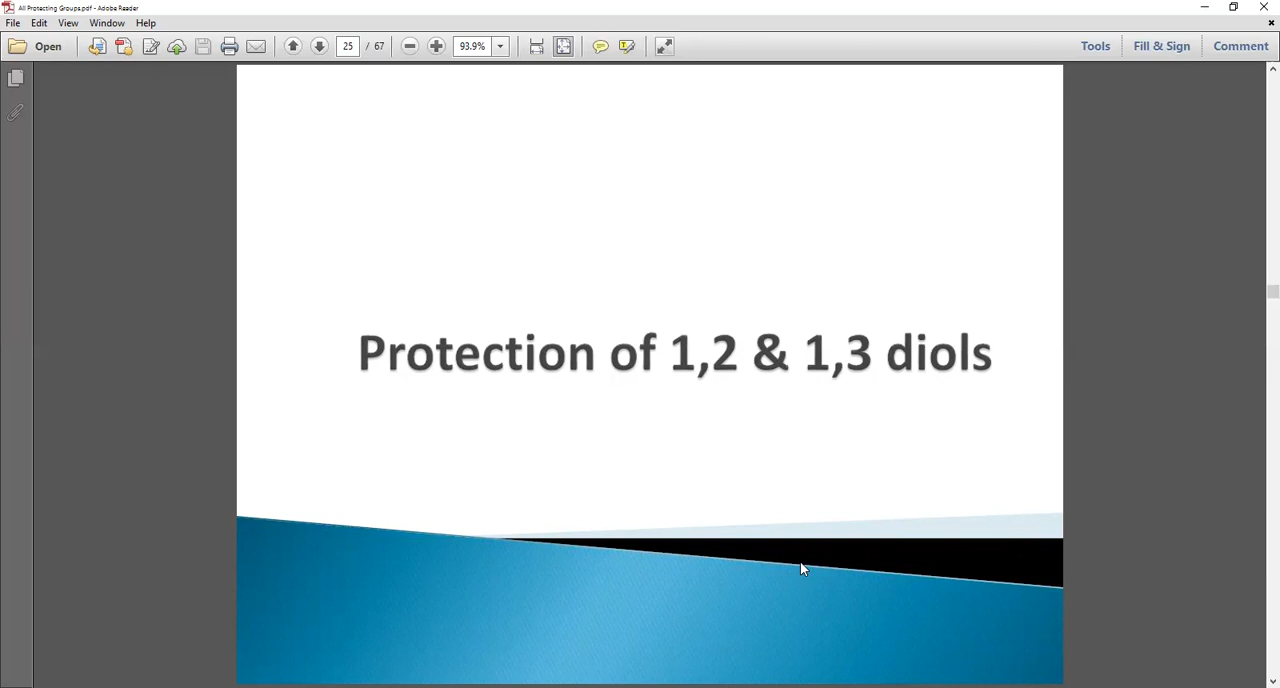 All Protecting Groups.pdf - Adobe Reader
File Edit View Window Help
Open 25 / 67 93.9% Tools Fill & Sign Comment
Protection of 1,2 & 1,3 diols